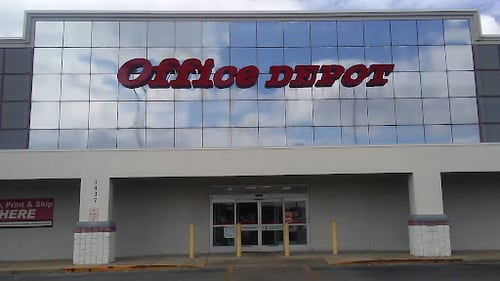 Office DEPOT
, Print & Ship
HERE